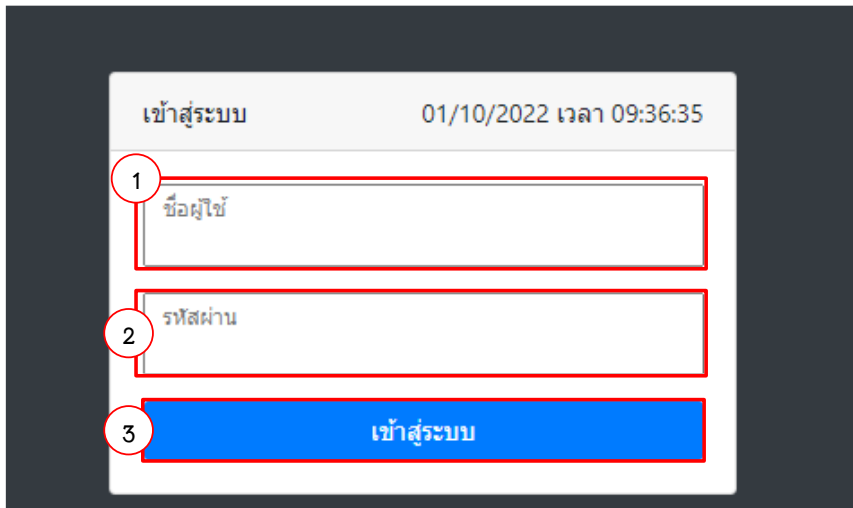 เข้าสู่ระบบ 01/10/2022 เวลา 09:36:35
1
ชื่อผู้ใช้
2
รหัสผ่าน
3
เข้าสู่ระบบ